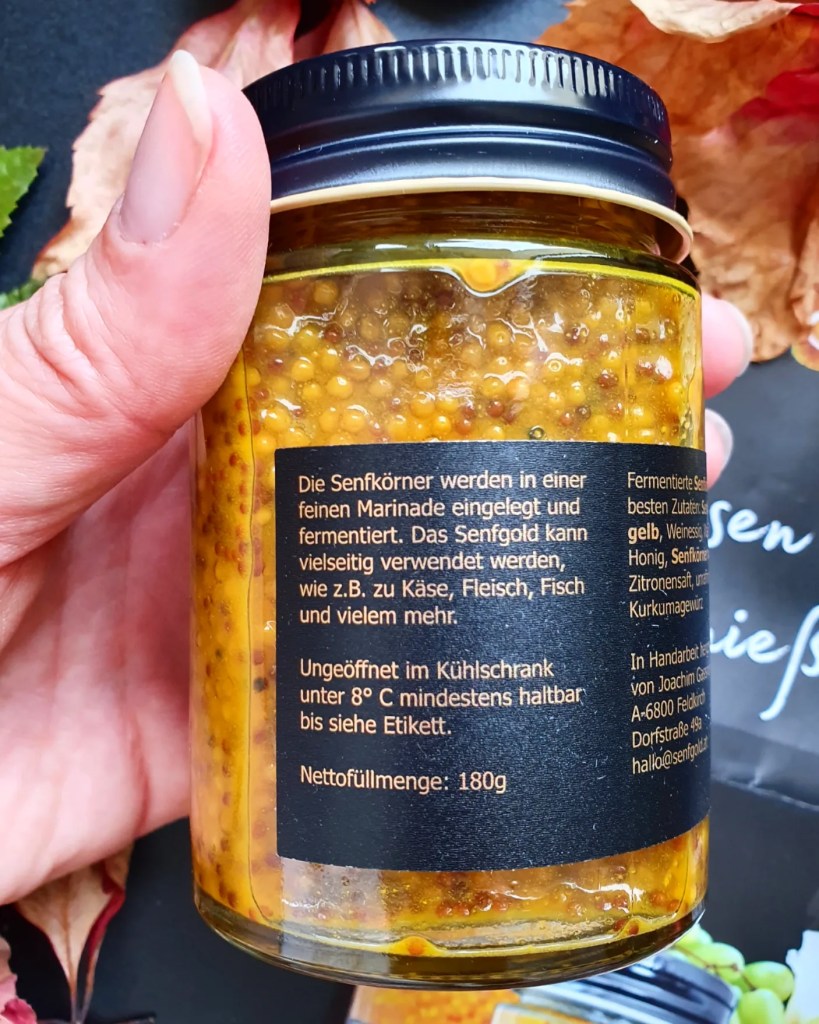 Die Senfkörner werden in einer
feinen Marinade eingelegt und
fermentiert. Das Senfgold kann
vielseitig verwendet werden,
wie z.B. zu Käse, Fleisch, Fisch
und vielem mehr.
Ungeöffnet im Kühlschrank
unter 8° C mindestens haltbar
bis siehe Etikett.
Nettofüllmenge: 180g
Fermentierte
besten Zutaten:
gelb, Weinessig,
Honig, Senfkörner
Zitronensaft,
Kurkumagewürz
In Handarbeit
von Joachim
A-6800 Feldkirch
Dorfstraße 49a
hallo@senfgold.at